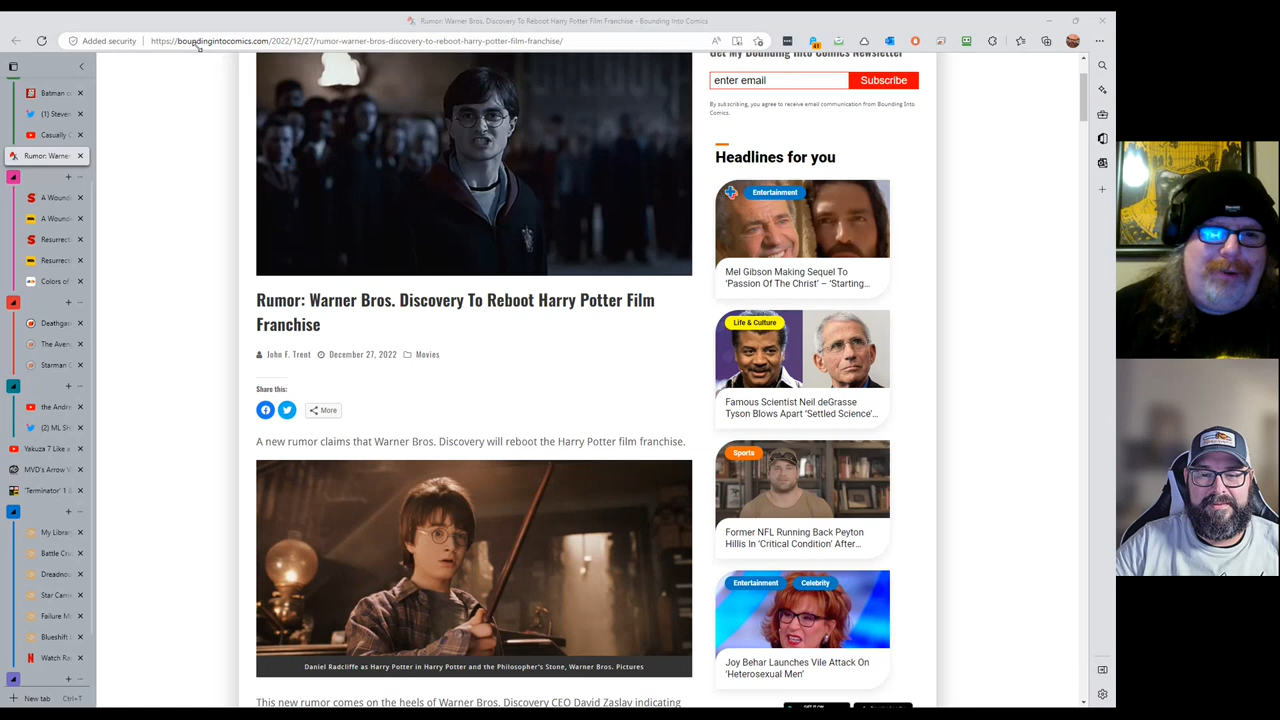 Rumor: Warner Bros. Discovery To Reboot Harry Potter Film Franchise - Bounding Into Comics
Added security
https://boundingintocomics.com/2022/12/27/rumor-warner-bros-discovery-to-reboot-harry-potter-film-franchise/
41
Batman c
(1) Steven
Casually
Rumor: Warne
A Wound
A Wound
Resurrect
Resurrec
Colors of
Deathga
The Aven
Starman
the Andr
(2) ML Sh
Yakuza 7 Like a
MVD's Arrow
'Terminator' 1
My Librar
Battle Cru
Dreadnou
Star Carrie
Failure M
Blueshift
Watch Ra
New tab Ctrl+T
Rumor: Warner Bros. Discovery To Reboot Harry Potter Film
Franchise
John F. Trent December 27, 2022 Movies
Share this:
More
A new rumor claims that Warner Bros. Discovery will reboot the Harry Potter film franchise.
Daniel Radcliffe as Harry Potter in Harry Potter and the Philosopher's Stone, Warner Bros. Pictures
This new rumor comes on the heels of Warner Bros. Discovery CEO David Zaslav indicating
Get My Bounding Into Comics Newsletter
enter email Subscribe
By subscribing, you agree to receive email communication from Bounding Into
Comics.
Headlines for you
Entertainment
Mel Gibson Making Sequel To
'Passion Of The Christ' – 'Starting...
Life & Culture
Famous Scientist Neil deGrasse
Tyson Blows Apart 'Settled Science'...
Sports
Former NFL Running Back Peyton
Hillis In 'Critical Condition' After...
Entertainment Celebrity
Joy Behar Launches Vile Attack On
'Heterosexual Men'
GET IT ON